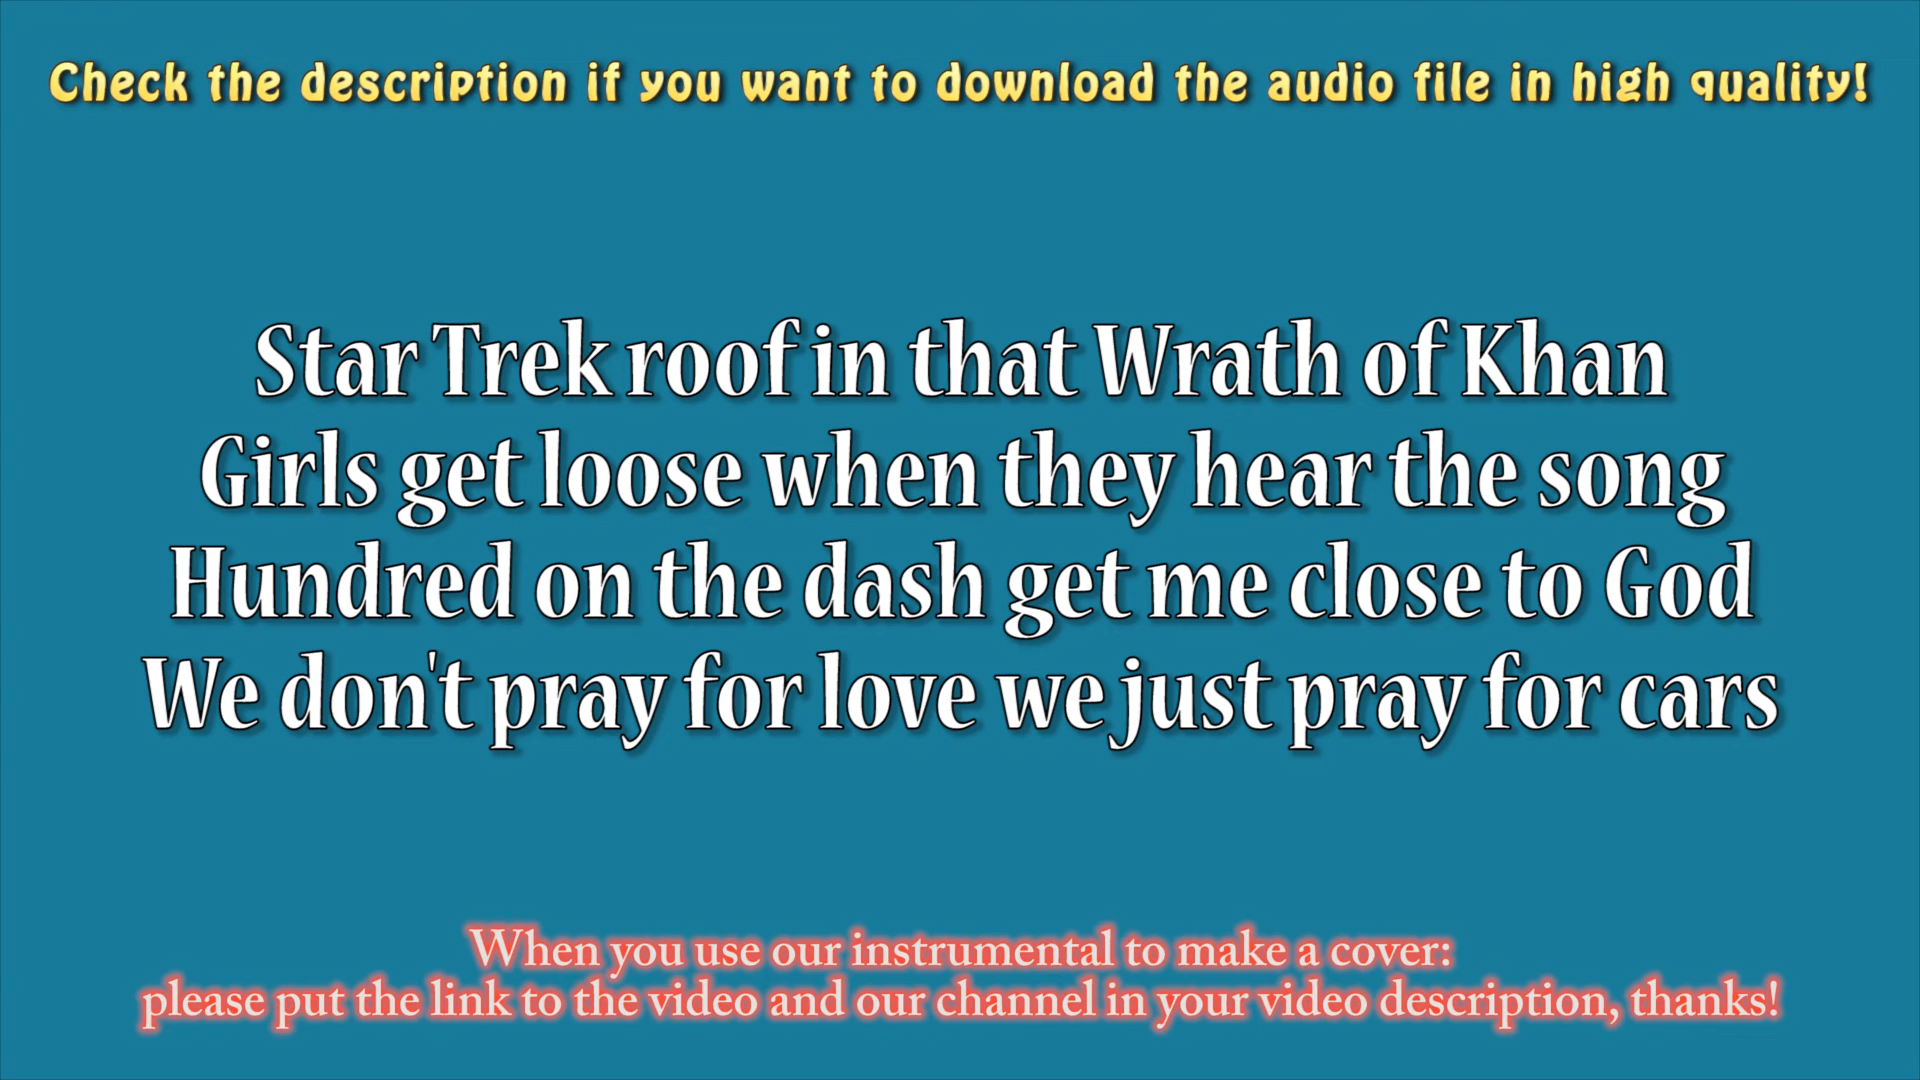 Check the description if you want to download the audio file in high quality!
Star Trek roof in that Wrath of Khan
Girls get loose when they hear the song
Hundred on the dash get me close to God
We don't pray for love we just pray for cars
When you use our instrumental to make a cover:
please put the link to the video and our channel in your video description, thanks!